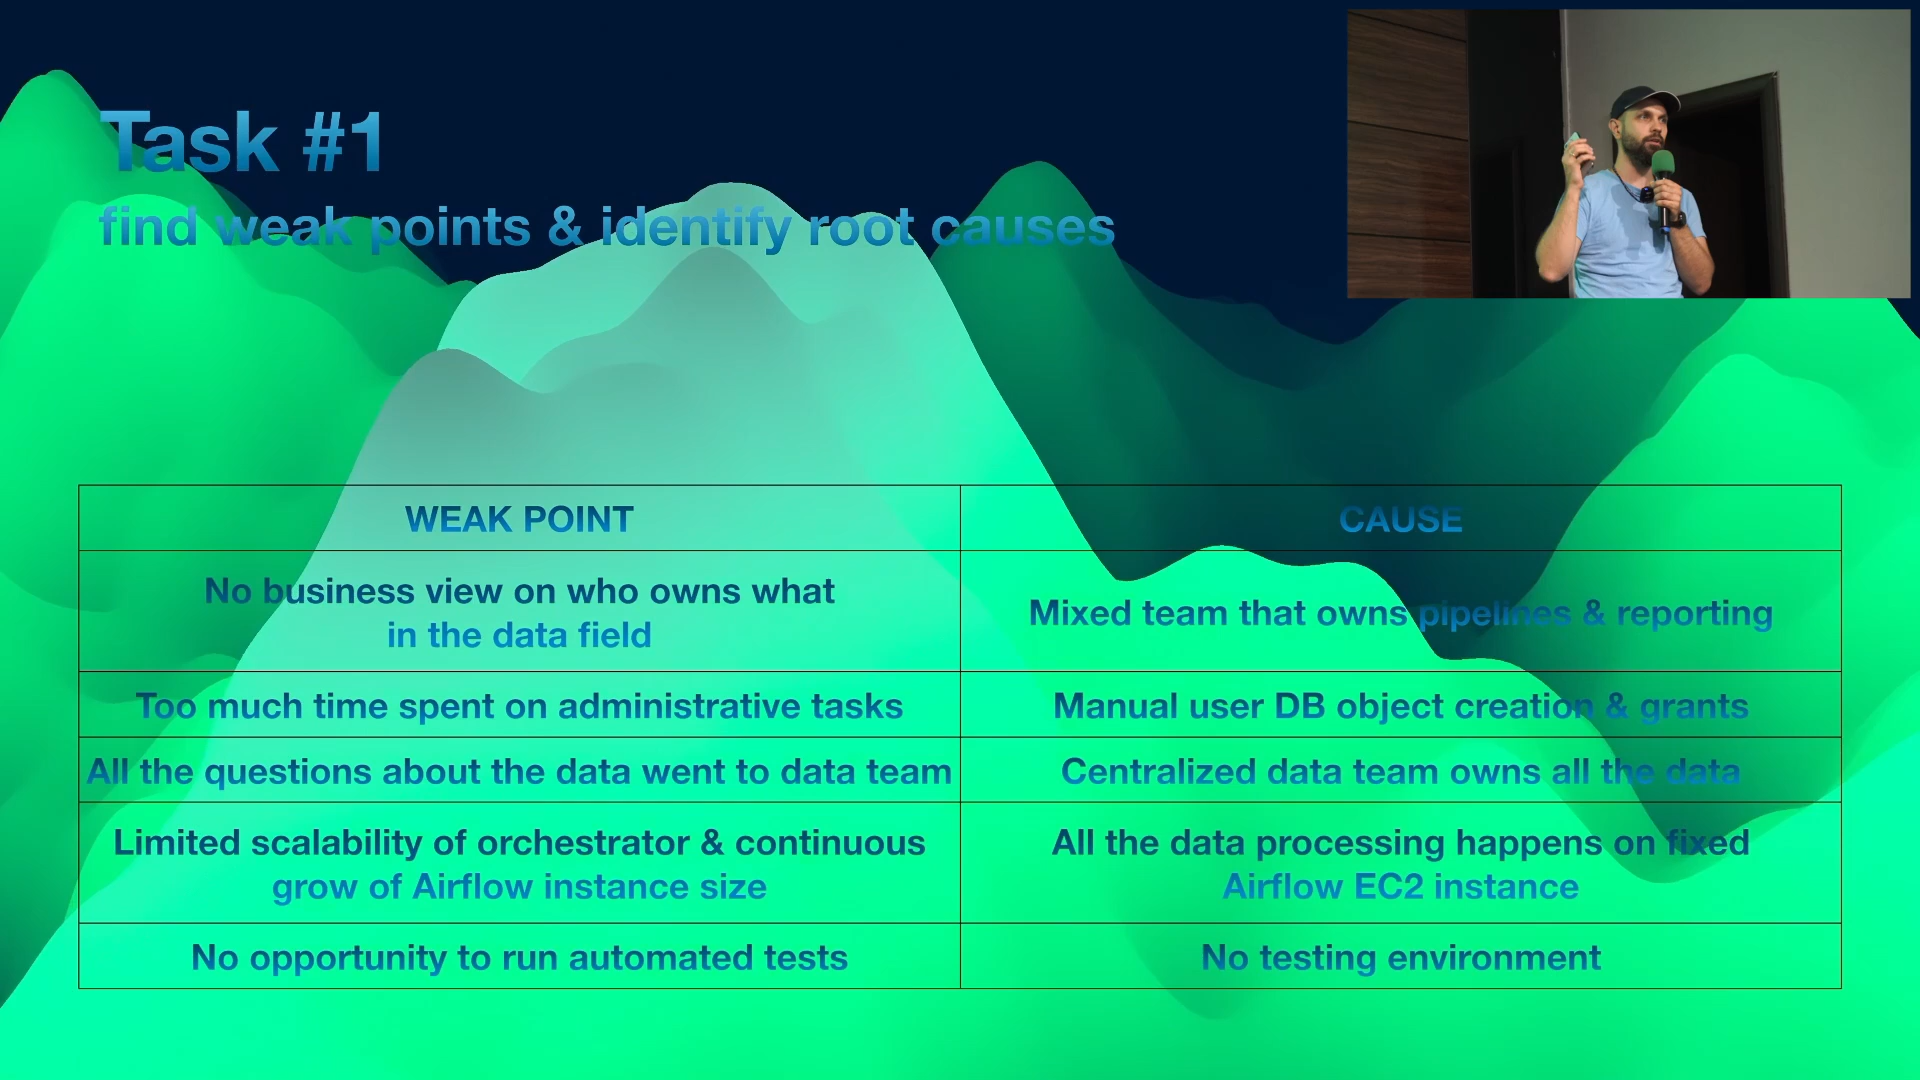 Task #1
find weak points & identify root causes
WEAK POINT
CAUSE
No business view on who owns what
in the data field
Mixed team that owns pipelines & reporting
Too much time spent on administrative tasks
Manual user DB object creation & grants
All the questions about the data went to data team
Centralized data team owns all the data
Limited scalability of orchestrator & continuous
grow of Airflow instance size
All the data processing happens on fixed
Airflow EC2 instance
No opportunity to run automated tests
No testing environment